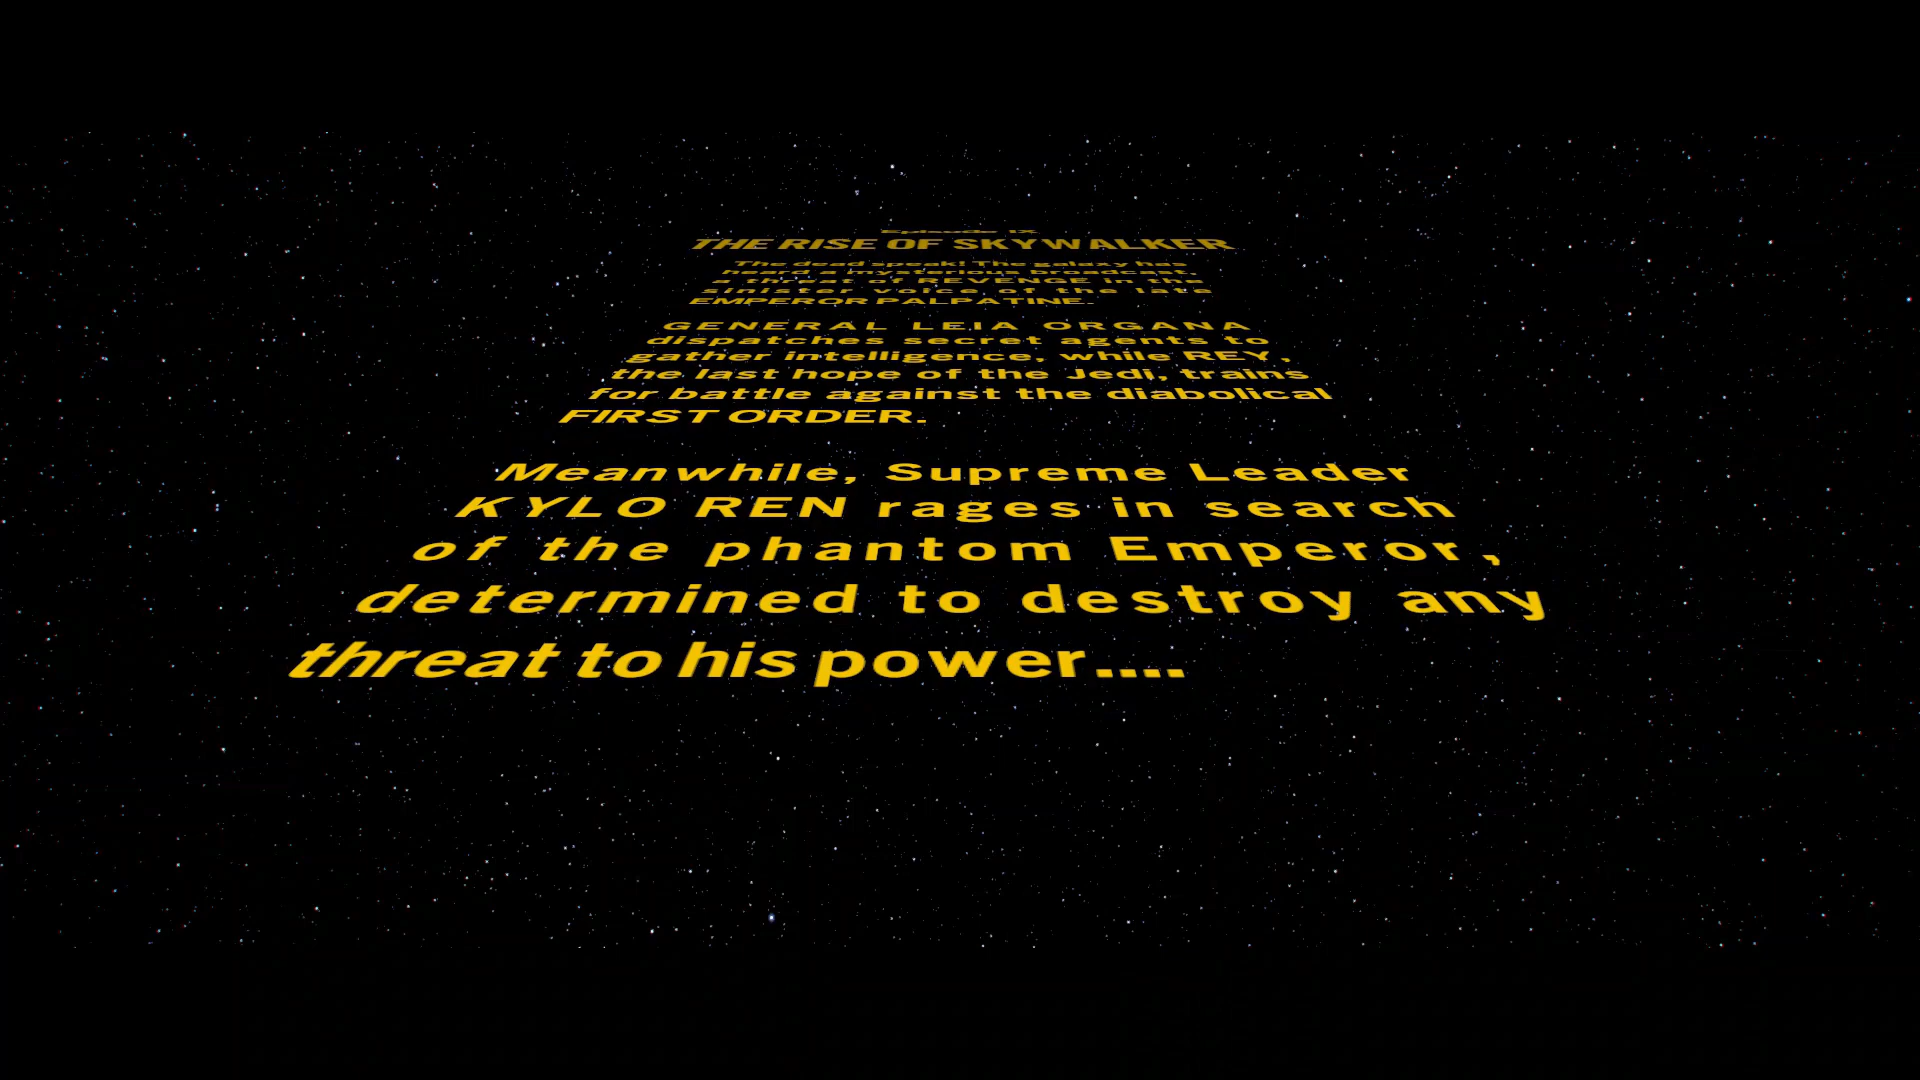 Episode IX
THE RISE OF SKYWALKER
The dead speak! The galaxy has
heard a mysterious broadcast,
a threat of REVENGE in the
sinister voice of the late
EMPEROR PALPATINE.
GENERAL LEIA ORGANA
dispatches secret agents to
gather intelligence, while REY,
the last hope of the Jedi, trains
for battle against the diabolical
FIRST ORDER.
Meanwhile, Supreme Leader
KYLO REN rages in search
of the phantom Emperor,
determined to destroy any
threat to his power....